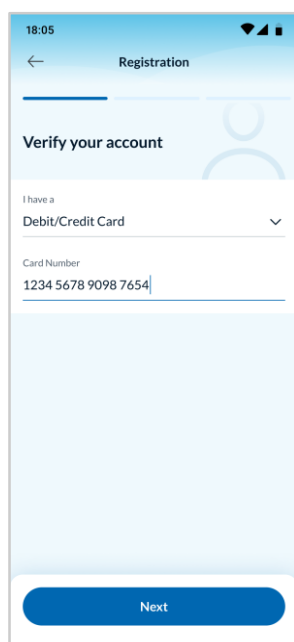 18:05
Registration
Verify your account
I have a
Debit/Credit Card
Card Number
1234 5678 9098 7654
Next